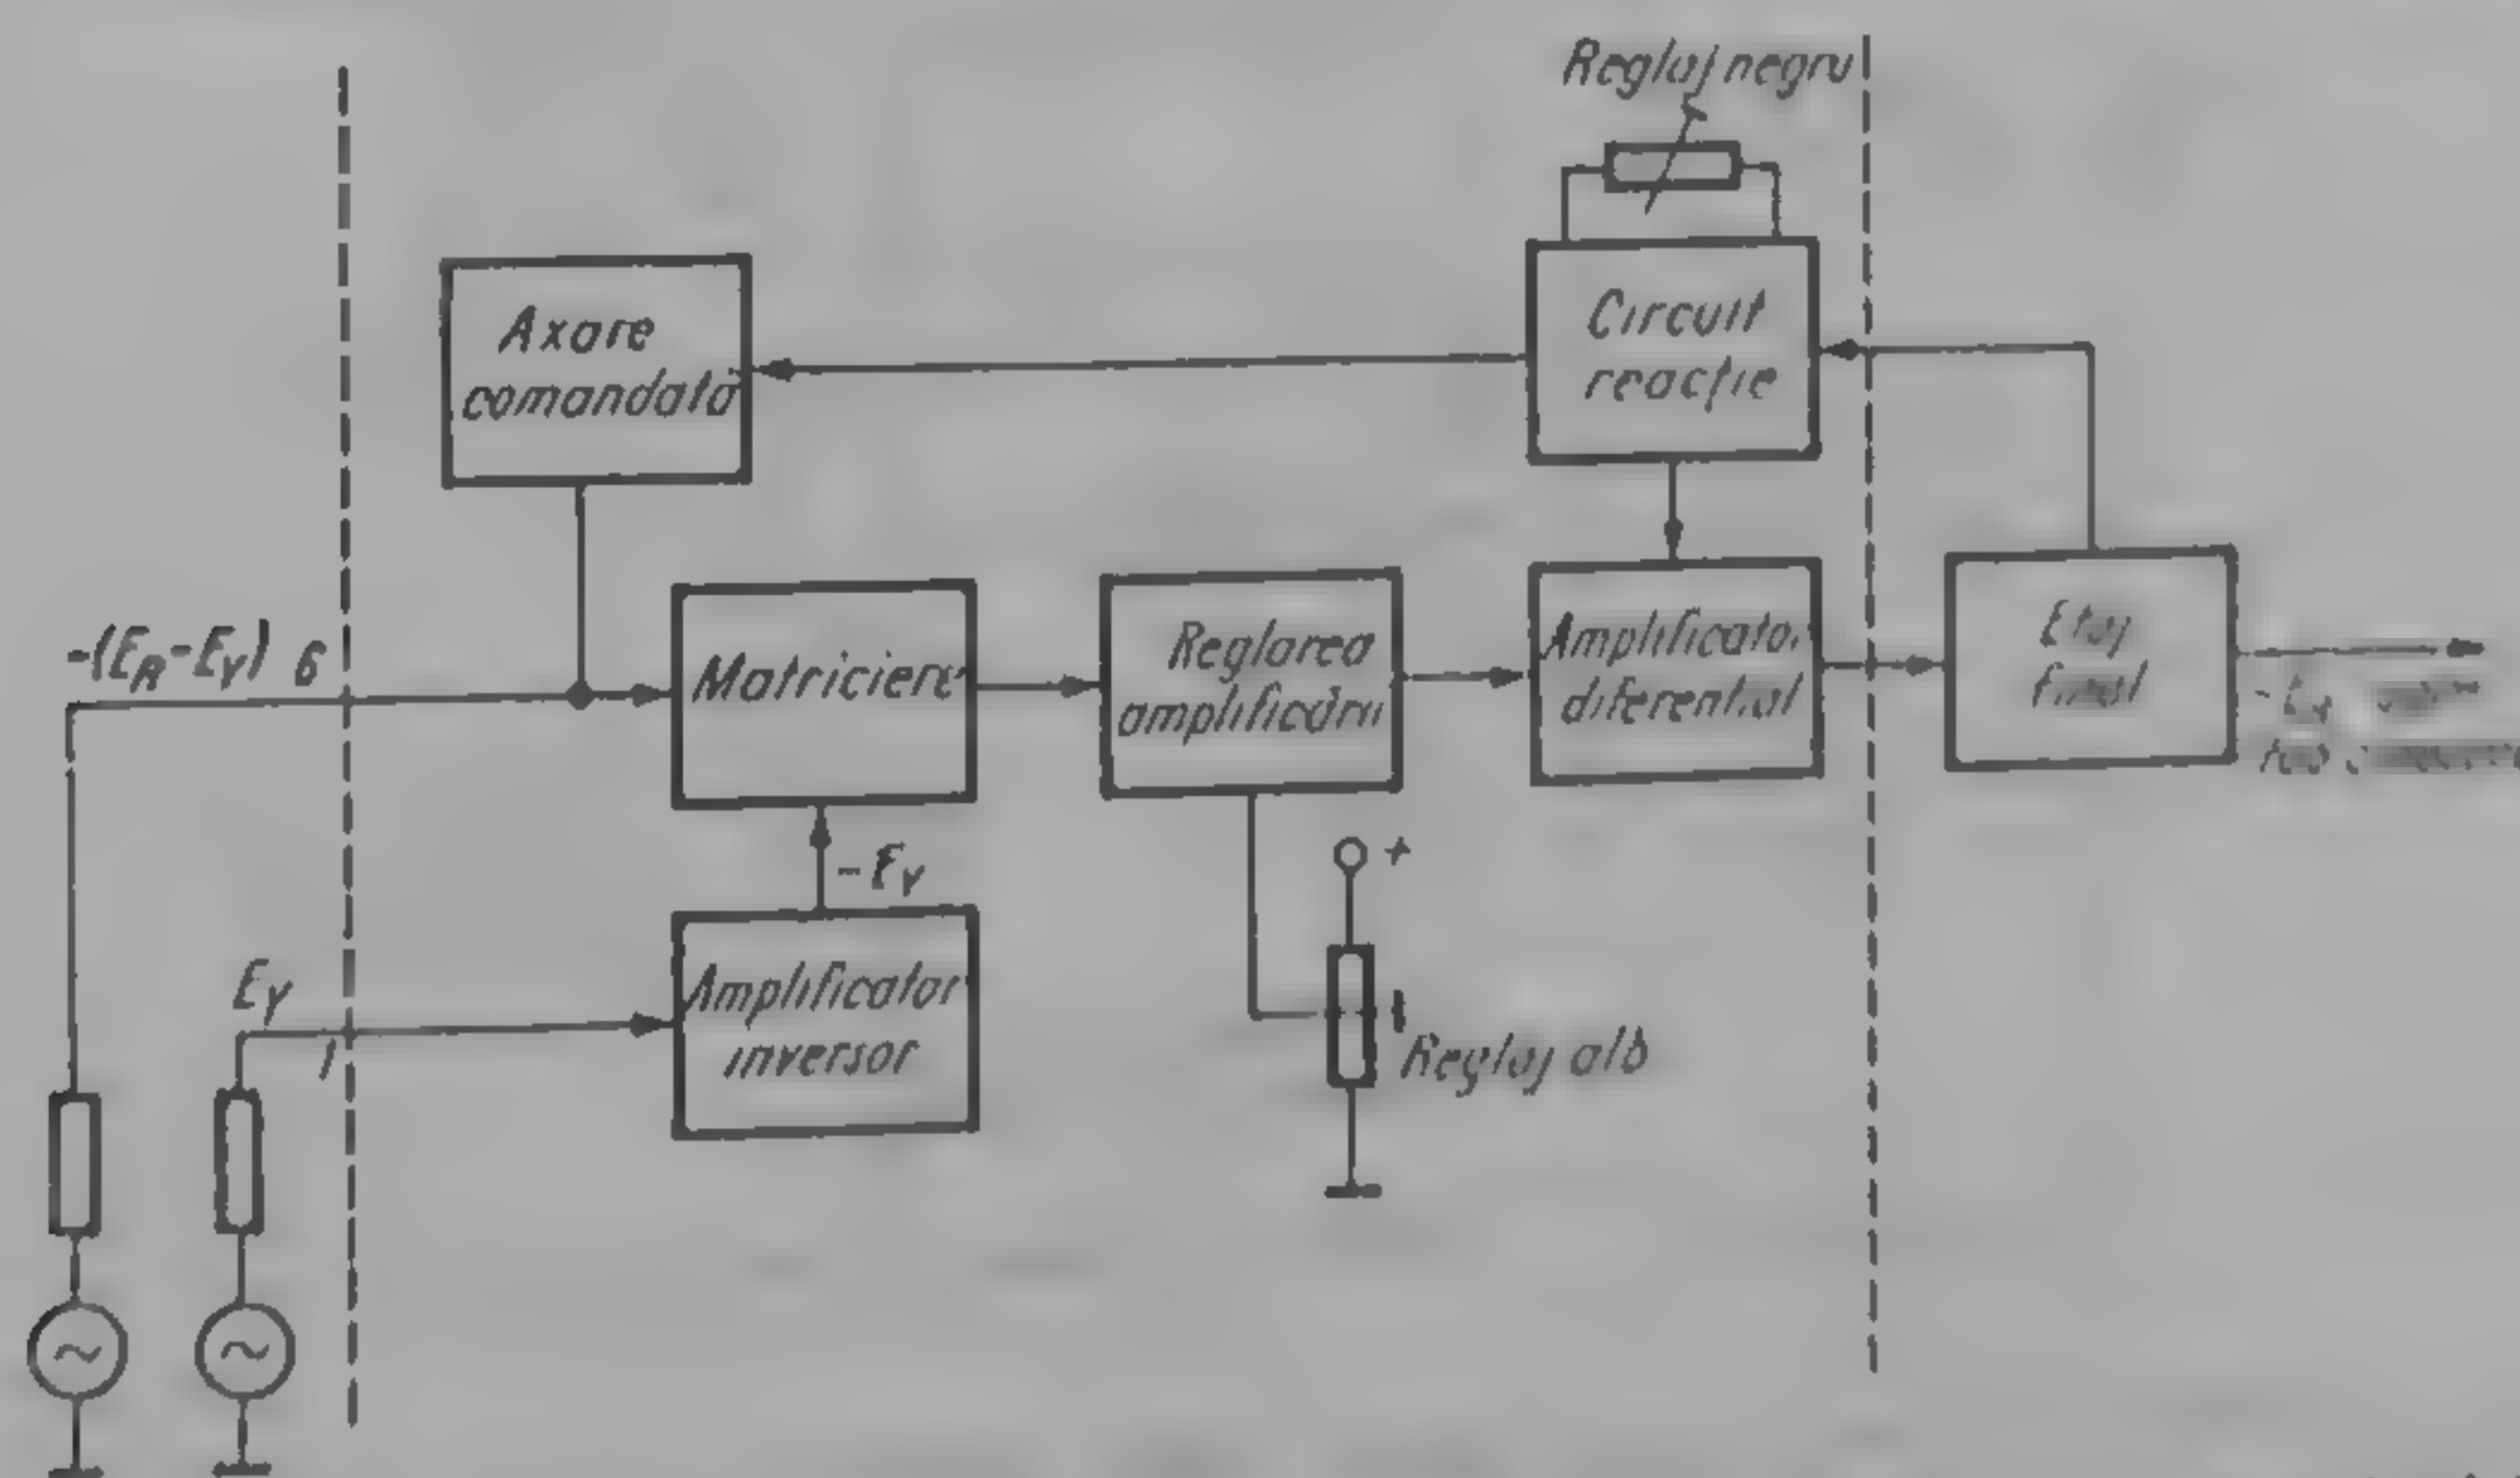 Reglaj negru
Axare
comandată
Circuit
reacție
-(E_R-E_Y) 6
Matriciere
Reglarea
amplificării
Amplificator
diferențial
Etaj
final
-E_Y
+
E_Y
1
Amplificator
inversor
Reglaj alb